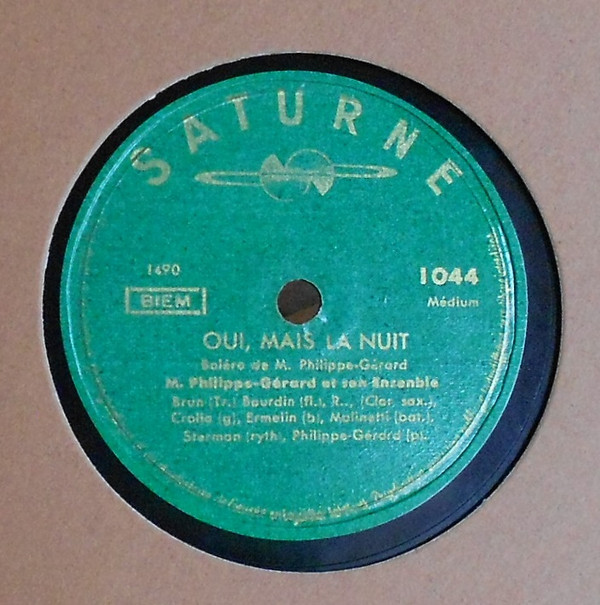 SATURNE
1490
BIEM
1044
Médium
OUI, MAIS LA NUIT
Boléro de M. Philippe-Gérard
M. Philippe-Gérard et son Ensemble
Brun (Tr.) Bourdin (fl.), R.., (Clar. sax.),
Crolla (g), Ermelin (b), Molinetti (bat.),
Sterman (ryth), Philippe-Gérard (p).